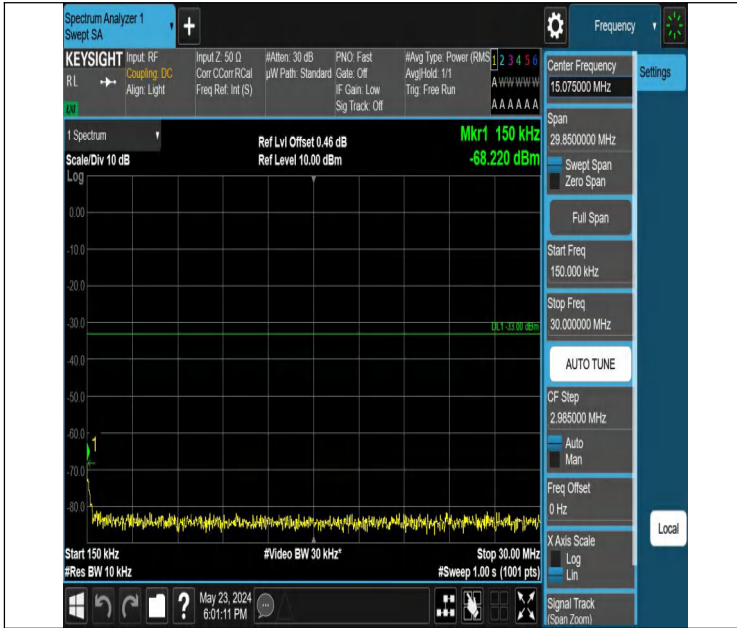 Spectrum Analyzer 1
Swept SA
+
Frequency
KEYSIGHT
RL
LXI
Input: RF
Coupling: DC
Align: Light
Input Z: 50 Ω
Corr CCorr RCal
Freq Ref: Int (S)
#Atten: 30 dB
µW Path: Standard
PNO: Fast
Gate: Off
IF Gain: Low
Sig Track: Off
#Avg Type: Power (RMS
Avg|Hold: 1/1
Trig: Free Run
1 2 3 4 5 6
A W W W W W
A A A A A A
Center Frequency
15.075000 MHz
Settings
1 Spectrum
Scale/Div 10 dB
Log
Ref Lvl Offset 0.46 dB
Ref Level 10.00 dBm
Mkr1 150 kHz
-68.220 dBm
0.00
-10.0
-20.0
-30.0
-40.0
-50.0
-60.0
-70.0
-80.0
DL1 -33.00 dBm
1
Start 150 kHz
#Res BW 10 kHz
#Video BW 30 kHz*
Stop 30.00 MHz
#Sweep 1.00 s (1001 pts)
Span
29.8500000 MHz
Swept Span
Zero Span
Full Span
Start Freq
150.000 kHz
Stop Freq
30.000000 MHz
AUTO TUNE
CF Step
2.985000 MHz
Auto
Man
Freq Offset
0 Hz
X Axis Scale
Log
Lin
Signal Track
(Span Zoom)
Local
?
May 23, 2024
6:01:11 PM